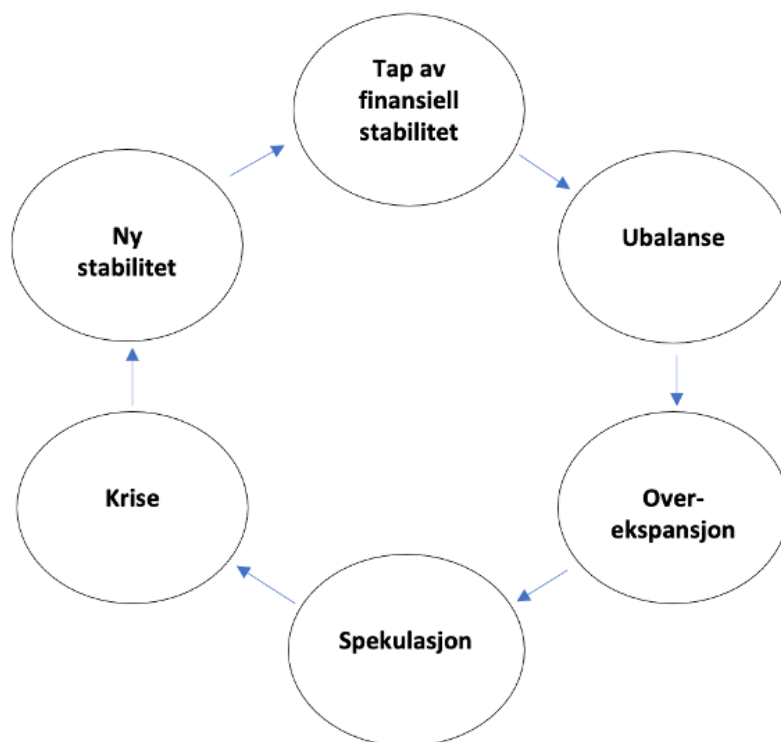 Tap av
finansiell
stabilitet
Ubalanse
Over-
ekspansjon
Spekulasjon
Krise
Ny
stabilitet